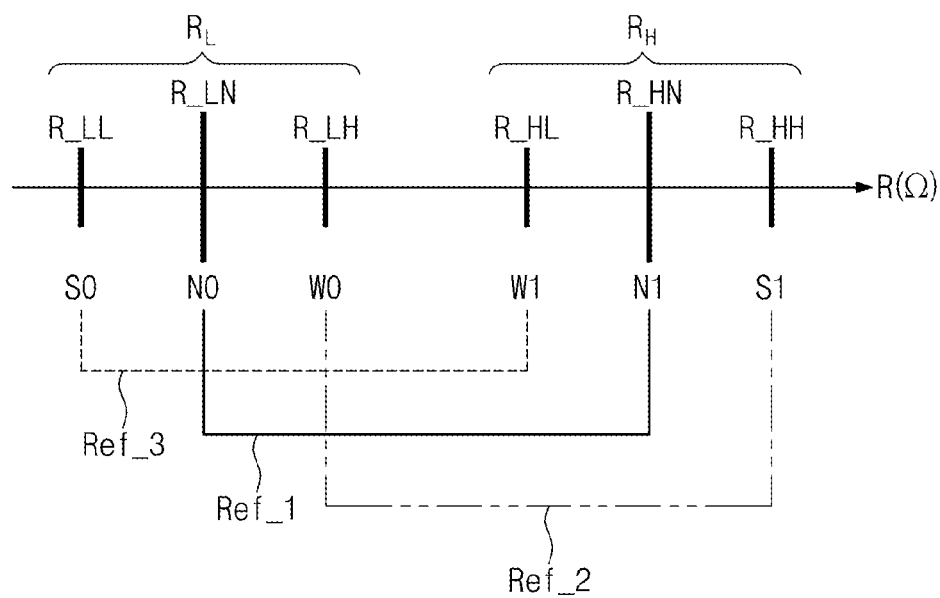 R_L R_H
R_LN R_HN
R_LL R_LH R_HL R_HH
R(Ω)
S0 N0 W0 W1 N1 S1
Ref_3
Ref_1
Ref_2